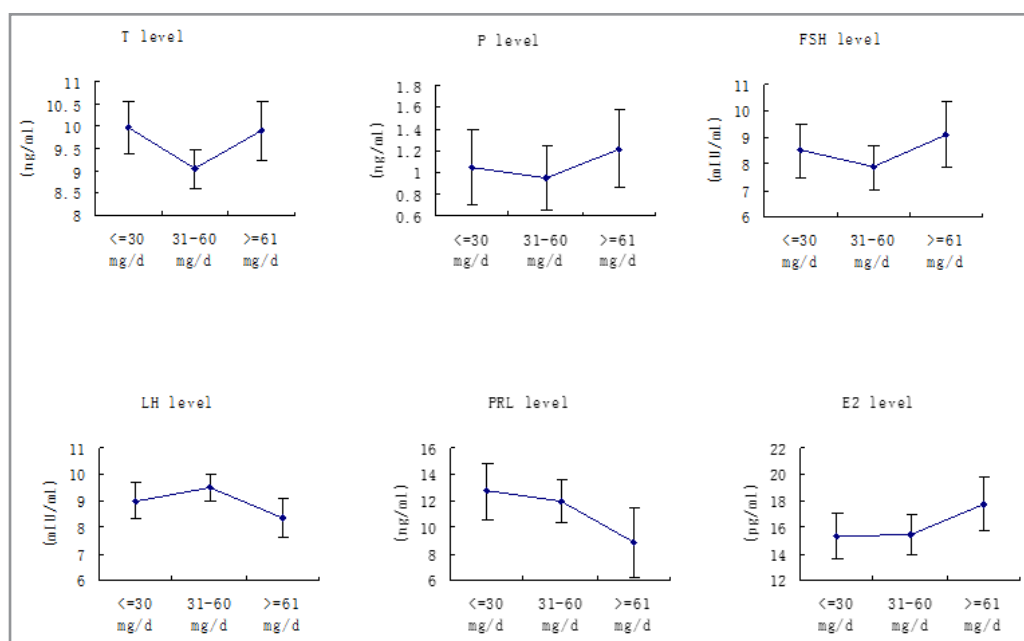 T level
(ng/ml)
11
10.5
10
9.5
9
8.5
8
<=30 31-60 >=61
mg/d mg/d mg/d
P level
(ng/ml)
1.8
1.6
1.4
1.2
1
0.8
0.6
<=30 31-60 >=61
mg/d mg/d mg/d
FSH level
(mIU/ml)
11
10
9
8
7
6
<=30 31-60 >=61
mg/d mg/d mg/d
LH level
(mIU/ml)
11
10
9
8
7
6
<=30 31-60 >=61
mg/d mg/d mg/d
PRL level
(ng/ml)
16
14
12
10
8
6
<=30 31-60 >=61
mg/d mg/d mg/d
E2 level
(pg/ml)
22
20
18
16
14
12
<=30 31-60 >=61
mg/d mg/d mg/d